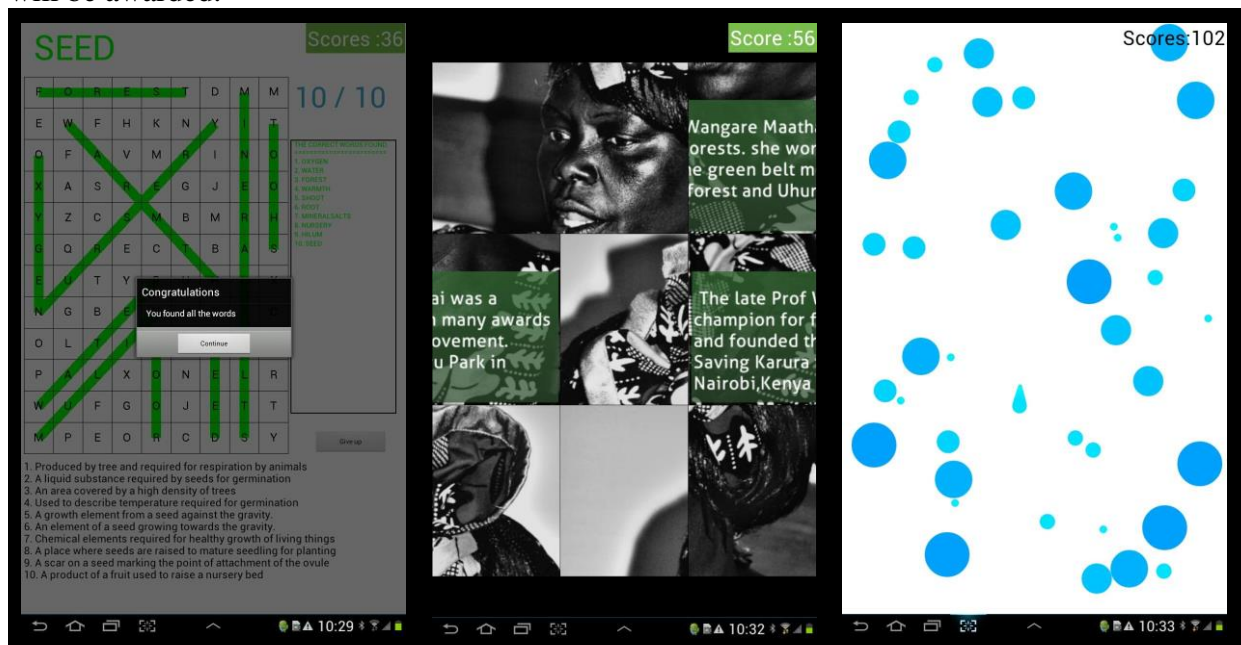 will be awarded.
SEED
Scores :36
10 / 10
F O R E S T D M M
E W F H K N Y I T
O F A V M R I N O
X A S R E G J E O
Y Z C S M B M R H
G Q R E C T B A S
E U T Y
N G B E
O L T
P A L X O N E L R
W U F G O J E T T
M P E O R C D S Y
THE CORRECT WORDS FOUND
1. OXYGEN
2. WATER
3. FOREST
4. WARMTH
5. SHOOT
6. ROOT
7. MINERALSALTS
8. NURSERY
9. HILUM
10. SEED
Congratulations
You found all the words
Continue
Give up
1. Produced by tree and required for respiration by animals
2. A liquid substance required by seeds for germination
3. An area covered by a high density of trees
4. Used to describe temperature required for germination
5. A growth element from a seed against the gravity.
6. An element of a seed growing towards the gravity.
7. Chemical elements required for healthy growth of living things
8. A place where seeds are raised to mature seedling for planting
9. A scar on a seed marking the point of attachment of the ovule
10. A product of a fruit used to raise a nursery bed
10:29
Score :56
Wangare Maath
orests. she wor
e green belt m
forest and Uhur
ai was a
many awards
ovement.
u Park in
The late Prof W
champion for f
and founded th
Saving Karura
Nairobi,Kenya
10:32
Scores:102
10:33